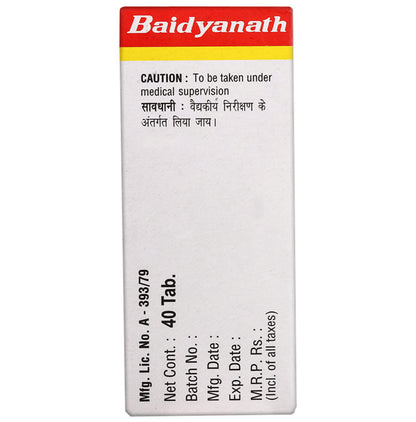 Baidyanath
CAUTION : To be taken under
medical supervision
सावधानी : वैद्यकीय निरीक्षण के
अंतर्गत लिया जाय।
Mfg. Lic. No. A - 393/79
Net Cont. : 40 Tab.
Batch No. :
Mfg. Date :
Exp. Date :
M.R.P. Rs. :
(Incl. of all taxes)